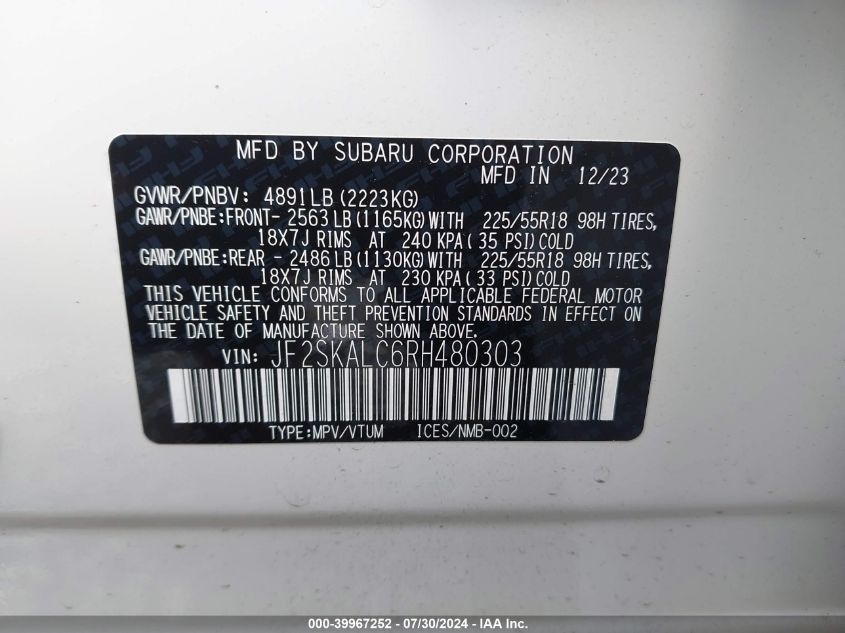 MFD BY SUBARU CORPORATION
MFD IN 12/23
GVWR/PNBV: 4891LB (2223KG)
GAWR/PNBE:FRONT- 2563 LB (1165KG) WITH 225/55R18 98H TIRES,
18X7J RIMS AT 240 KPA ( 35 PSI) COLD
GAWR/PNBE:REAR - 2486 LB (1130KG) WITH 225/55R18 98H TIRES,
18X7J RIMS AT 230 KPA ( 33 PSI) COLD
THIS VEHICLE CONFORMS TO ALL APPLICABLE FEDERAL MOTOR
VEHICLE SAFETY AND THEFT PREVENTION STANDARDS IN EFFECT ON
THE DATE OF MANUFACTURE SHOWN ABOVE.
VIN: JF2SKALC6RH480303
TYPE:MPV/VTUM ICES/NMB-002
000-39967252 - 07/30/2024 - IAA Inc.